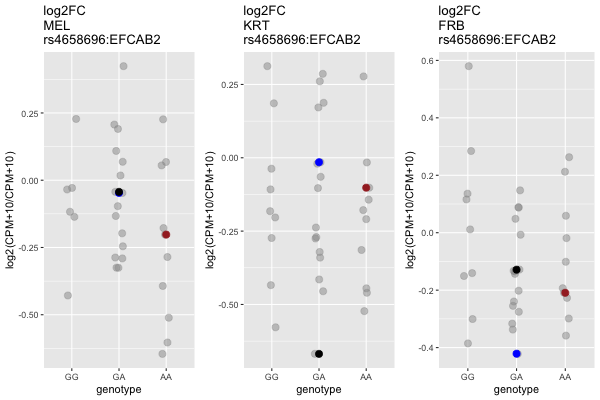 log2FC
MEL
rs4658696:EFCAB2
log2(CPM+10/CPM+10)
0.25
0.00
-0.25
-0.50
GG GA AA
genotype
log2FC
KRT
rs4658696:EFCAB2
log2(CPM+10/CPM+10)
0.25
0.00
-0.25
-0.50
GG GA AA
genotype
log2FC
FRB
rs4658696:EFCAB2
log2(CPM+10/CPM+10)
0.6
0.4
0.2
0.0
-0.2
-0.4
GG GA AA
genotype